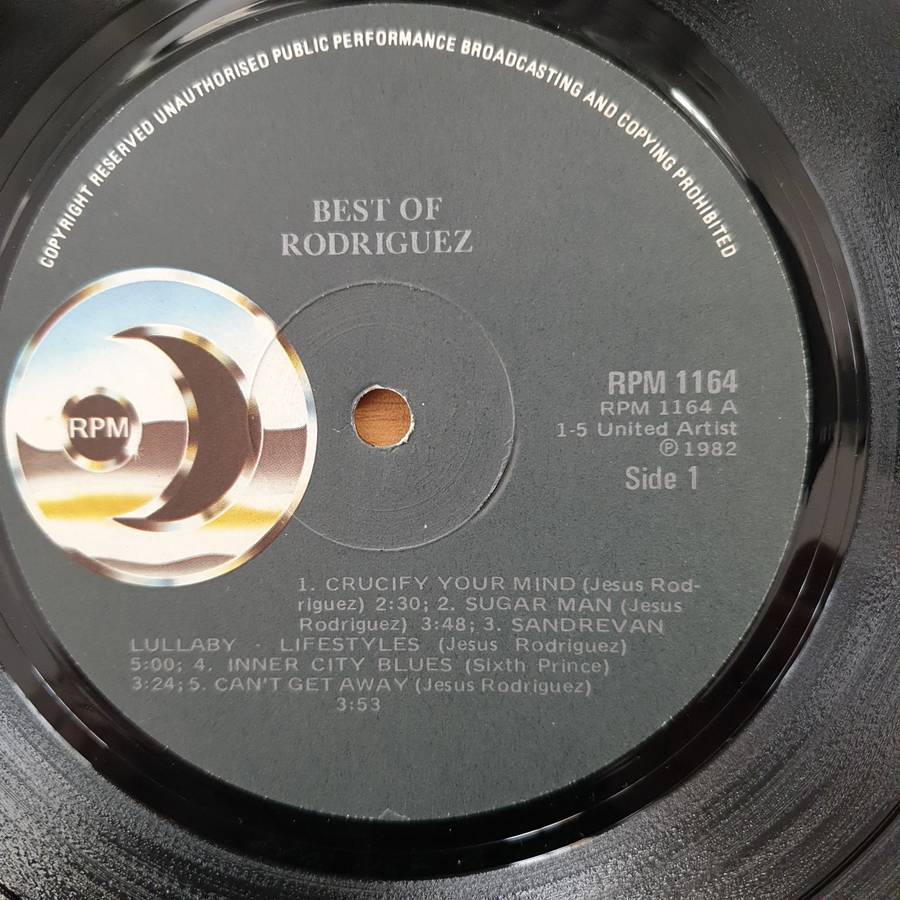 COPYRIGHT RESERVED UNAUTHORISED PUBLIC PERFORMANCE BROADCASTING AND COPYING PROHIBITED
BEST OF
RODRIGUEZ
RPM
RPM 1164
RPM 1164 A
1-5 United Artist
℗ 1982
Side 1
1. CRUCIFY YOUR MIND (Jesus Rod-
riguez) 2:30; 2. SUGAR MAN (Jesus
Rodriguez) 3:48; 3. SANDREVAN
LULLABY - LIFESTYLES (Jesus Rodriguez)
5:00; 4. INNER CITY BLUES (Sixth Prince)
3:24; 5. CAN'T GET AWAY (Jesus Rodriguez)
3:53